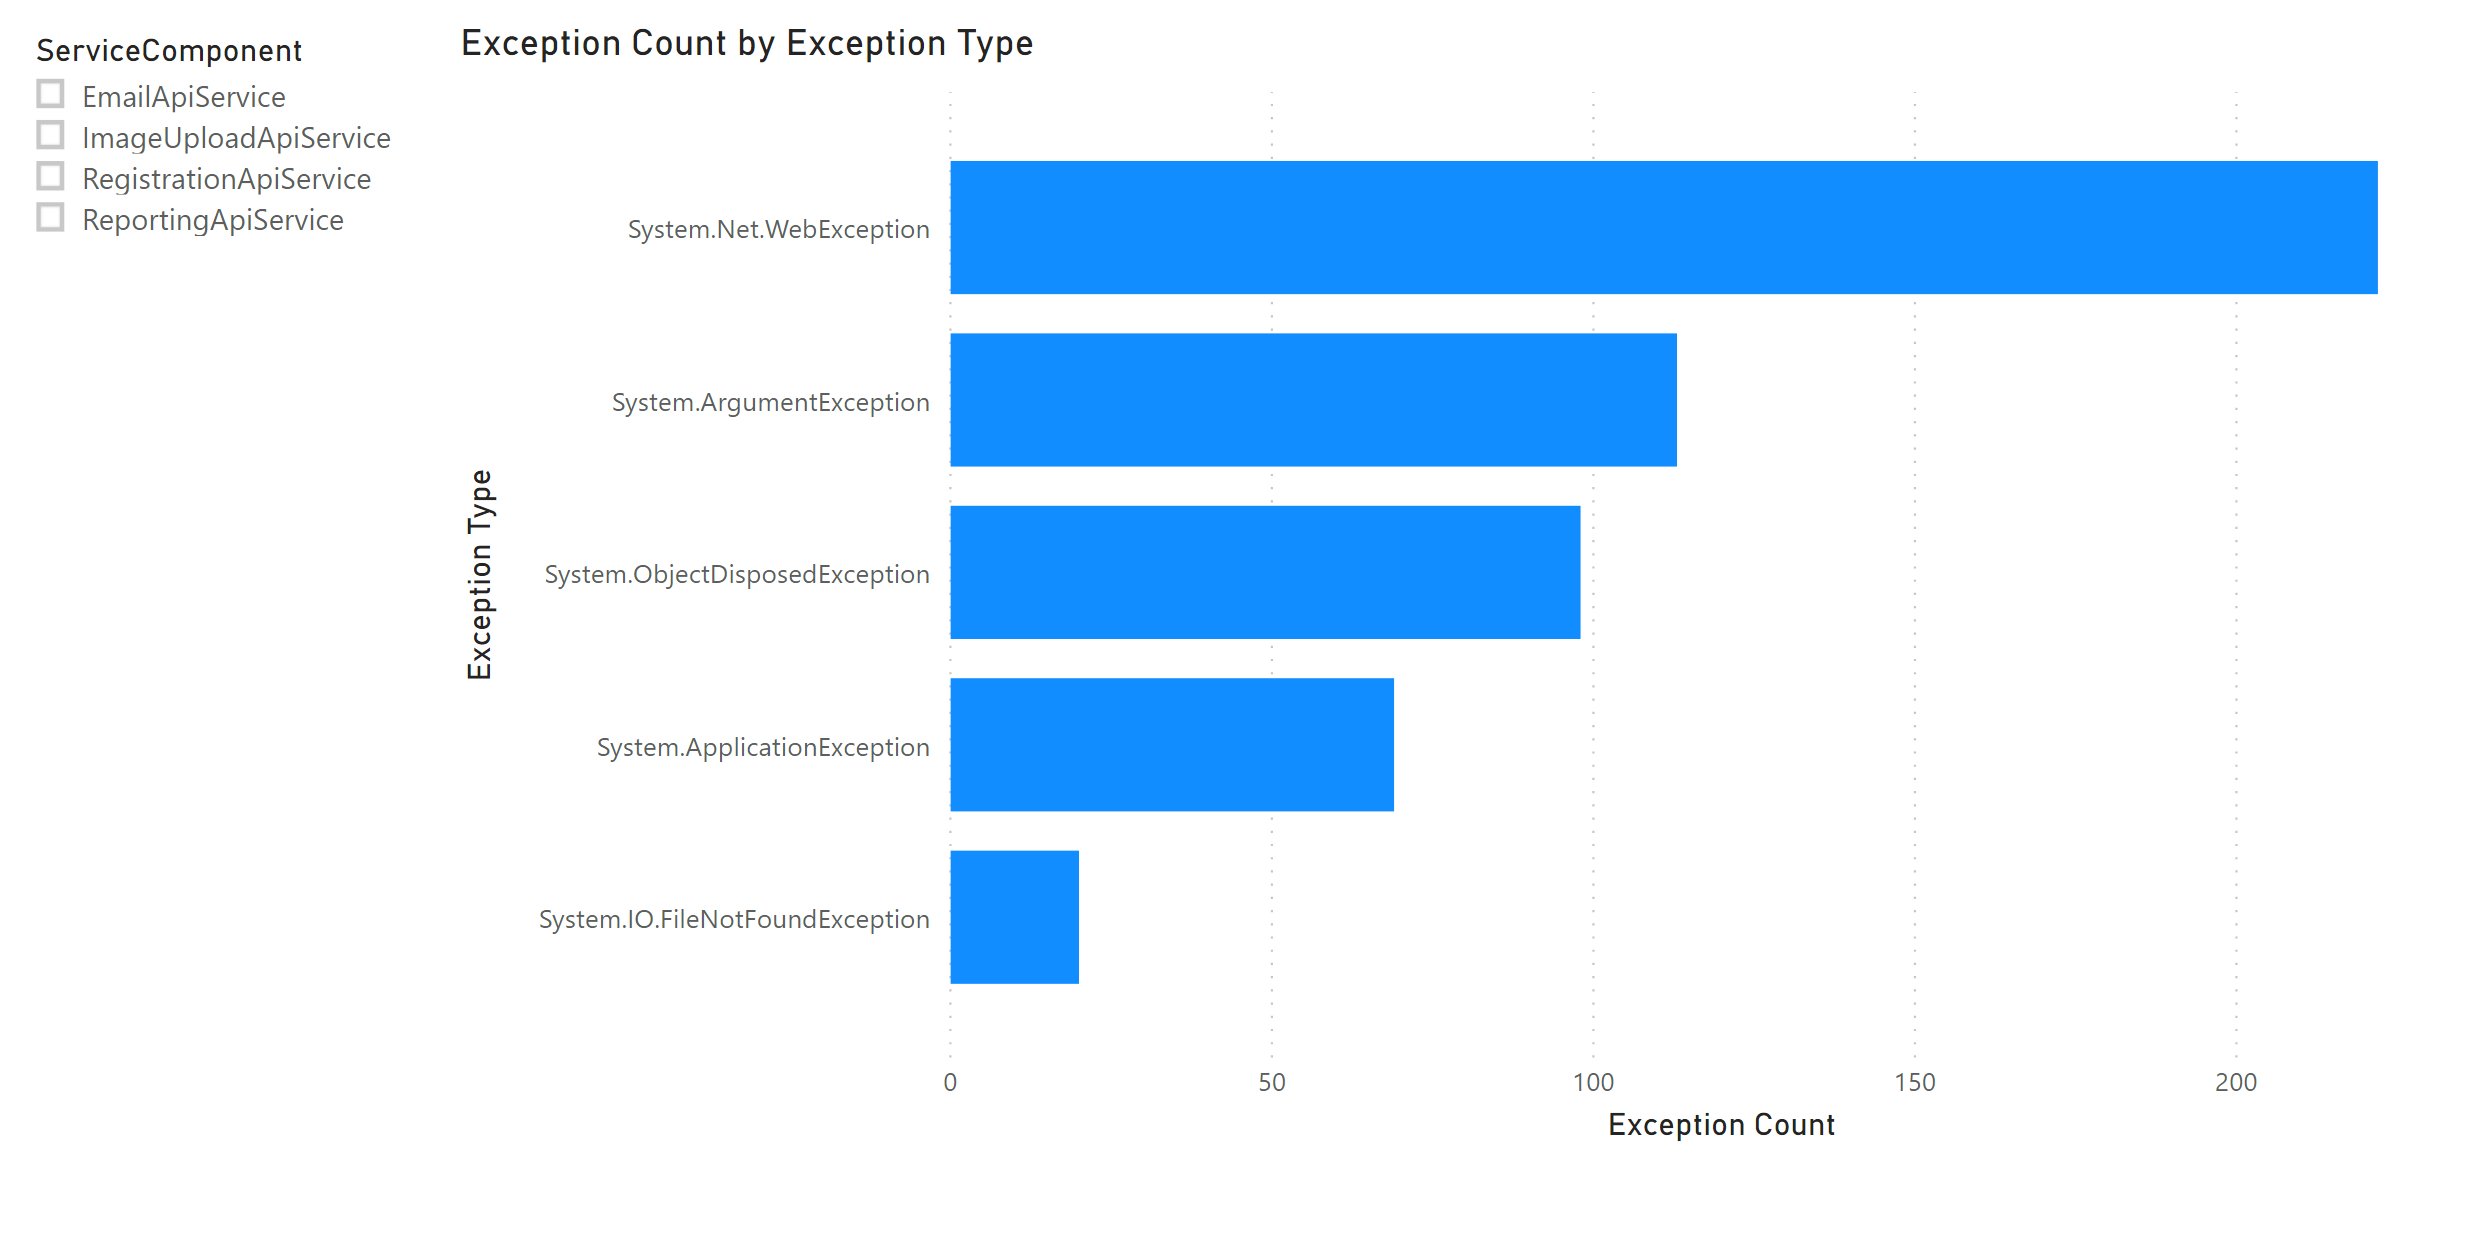 ServiceComponent
EmailApiService
ImageUploadApiService
RegistrationApiService
ReportingApiService
Exception Count by Exception Type
Exception Type
System.Net.WebException
System.ArgumentException
System.ObjectDisposedException
System.ApplicationException
System.IO.FileNotFoundException
0 50 100 150 200
Exception Count